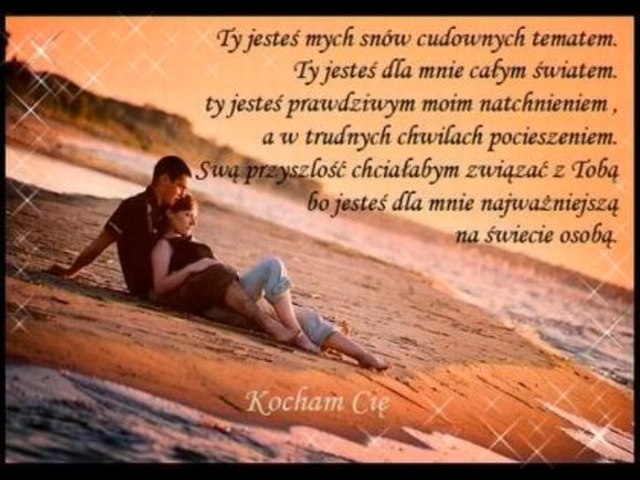 Ty jesteś mych snów cudownych tematem.
Ty jesteś dla mnie całym światem.
ty jesteś prawdziwym moim natchnieniem ,
a w trudnych chwilach pocieszeniem.
Swą przyszlość chciałabym związać z Tobą
bo jesteś dla mnie najważniejszą
na świecie osobą.
Kocham Cię